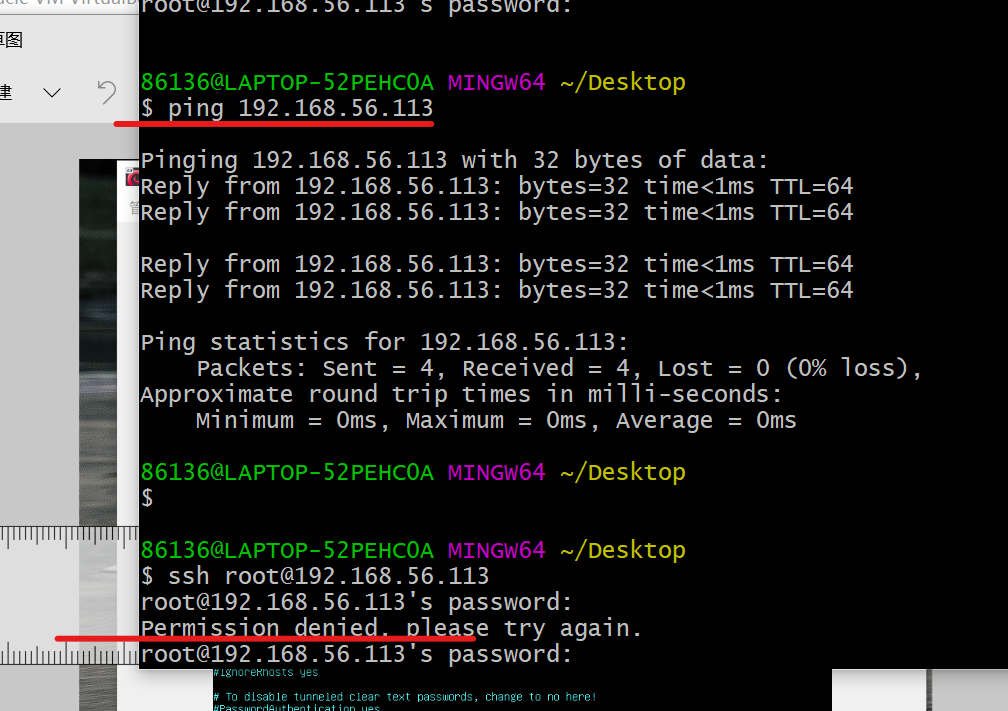 root@192.168.56.113's password:
草图
建
86136@LAPTOP-52PEHC0A MINGW64 ~/Desktop
$ ping 192.168.56.113
Pinging 192.168.56.113 with 32 bytes of data:
Reply from 192.168.56.113: bytes=32 time<1ms TTL=64
Reply from 192.168.56.113: bytes=32 time<1ms TTL=64
Reply from 192.168.56.113: bytes=32 time<1ms TTL=64
Reply from 192.168.56.113: bytes=32 time<1ms TTL=64
Ping statistics for 192.168.56.113:
Packets: Sent = 4, Received = 4, Lost = 0 (0% loss),
Approximate round trip times in milli-seconds:
Minimum = 0ms, Maximum = 0ms, Average = 0ms
86136@LAPTOP-52PEHC0A MINGW64 ~/Desktop
$
86136@LAPTOP-52PEHC0A MINGW64 ~/Desktop
$ ssh root@192.168.56.113
root@192.168.56.113's password:
Permission denied, please try again.
root@192.168.56.113's password:
#IgnoreRhosts yes
# To disable tunneled clear text passwords, change to no here!
#PasswordAuthentication yes